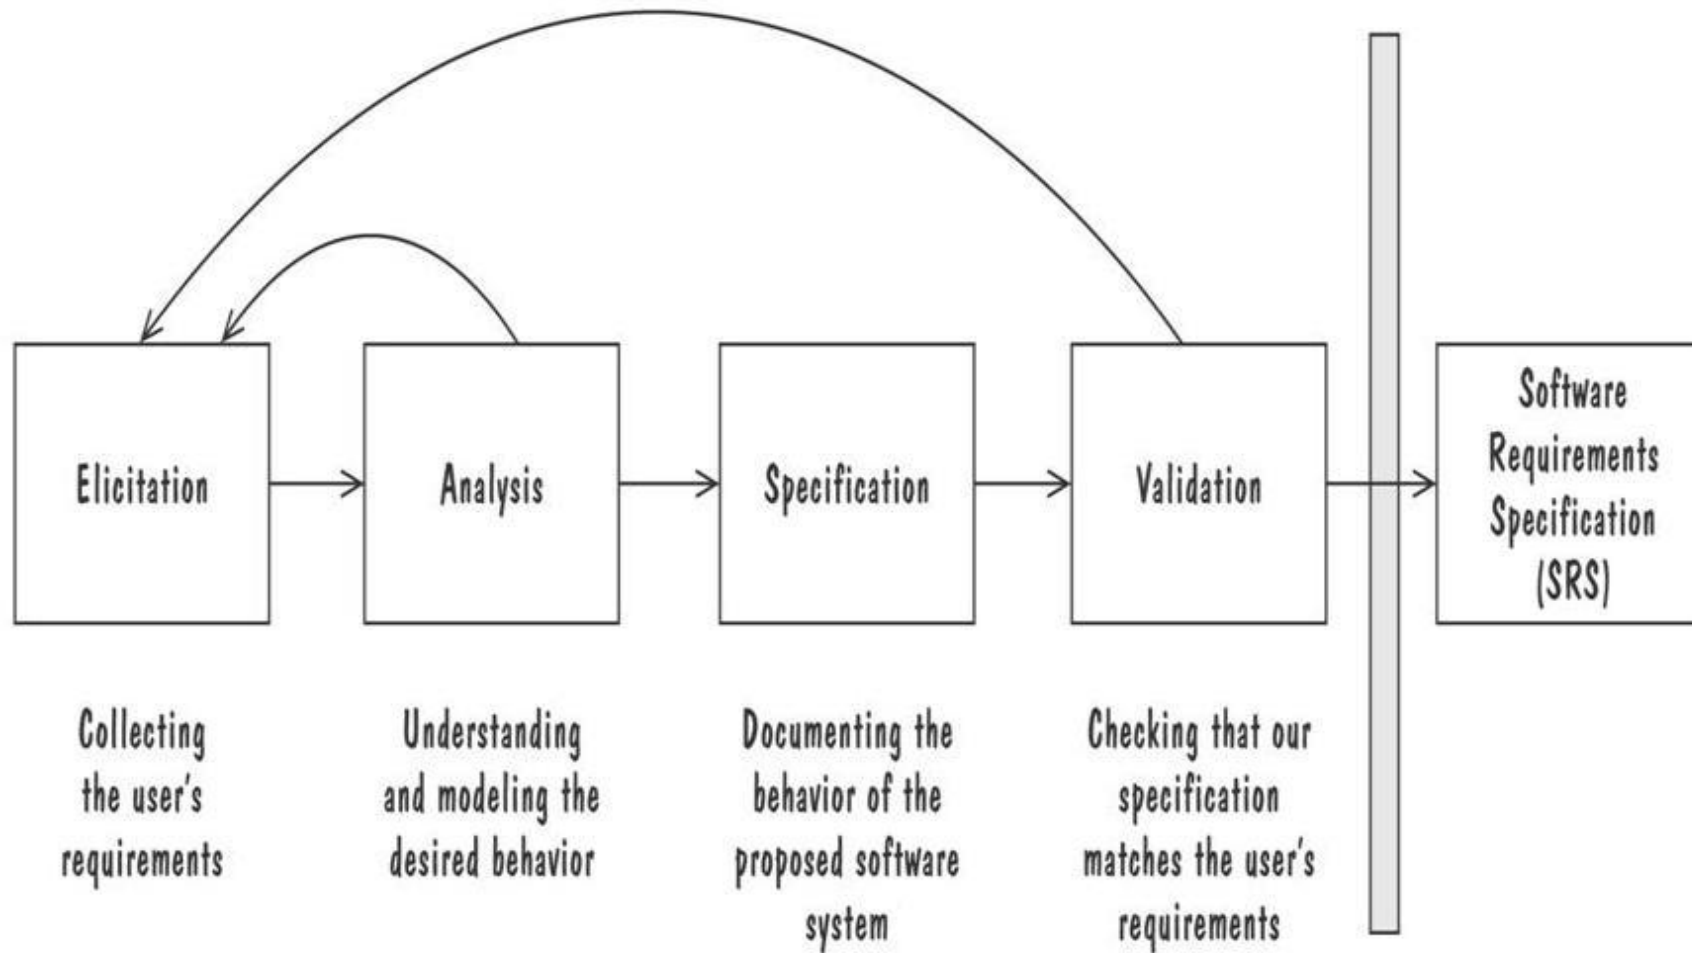 Elicitation
Analysis
Specification
Validation
Software
Requirements
Specification
(SRS)
Collecting
the user's
requirements
Understanding
and modeling the
desired behavior
Documenting the
behavior of the
proposed software
system
Checking that our
specification
matches the user's
requirements